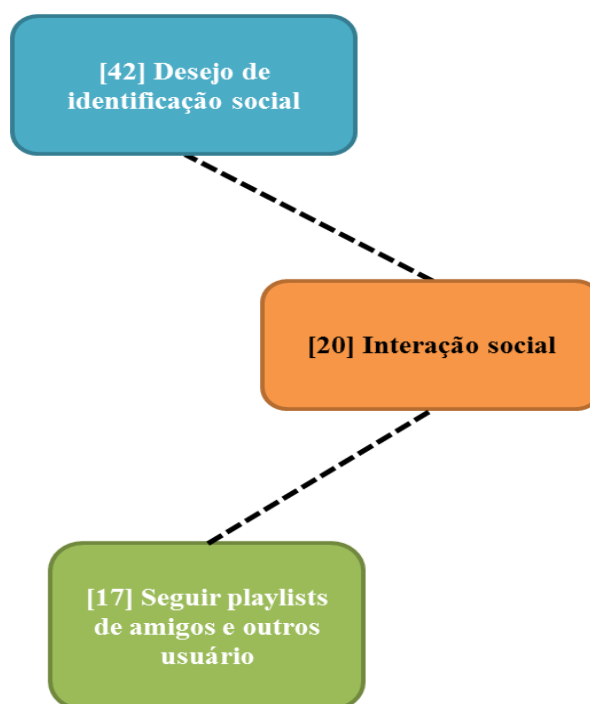 [42] Desejo de
identificação social
[20] Interação social
[17] Seguir playlists
de amigos e outros
usuário